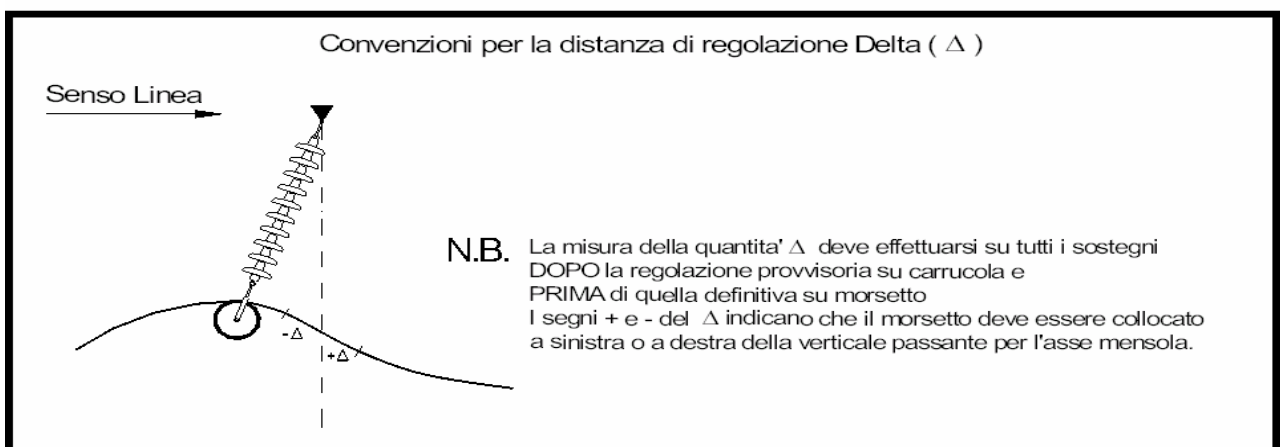 Convenzioni per la distanza di regolazione Delta ( Δ )
Senso Linea
N.B. La misura della quantita' Δ deve effettuarsi su tutti i sostegni
DOPO la regolazione provvisoria su carrucola e
PRIMA di quella definitiva su morsetto
I segni + e - del Δ indicano che il morsetto deve essere collocato
a sinistra o a destra della verticale passante per l'asse mensola.
-Δ
+Δ